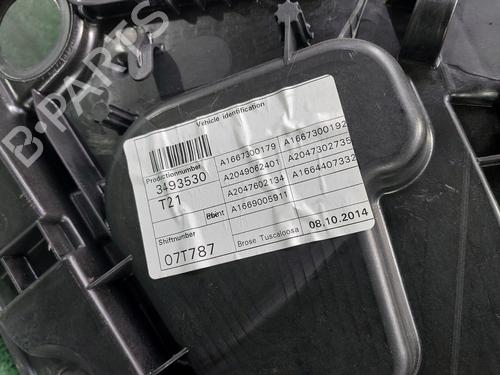 B-PARTS
Vehicle identification
Productionnumber
3493530
T21
Shiftnumber
07T787
A1667300179 A1667300192
A2049062401 A2047302735
A2047602134 A1664407332
A1669005911
Brose Tuscaloosa 08.10.2014